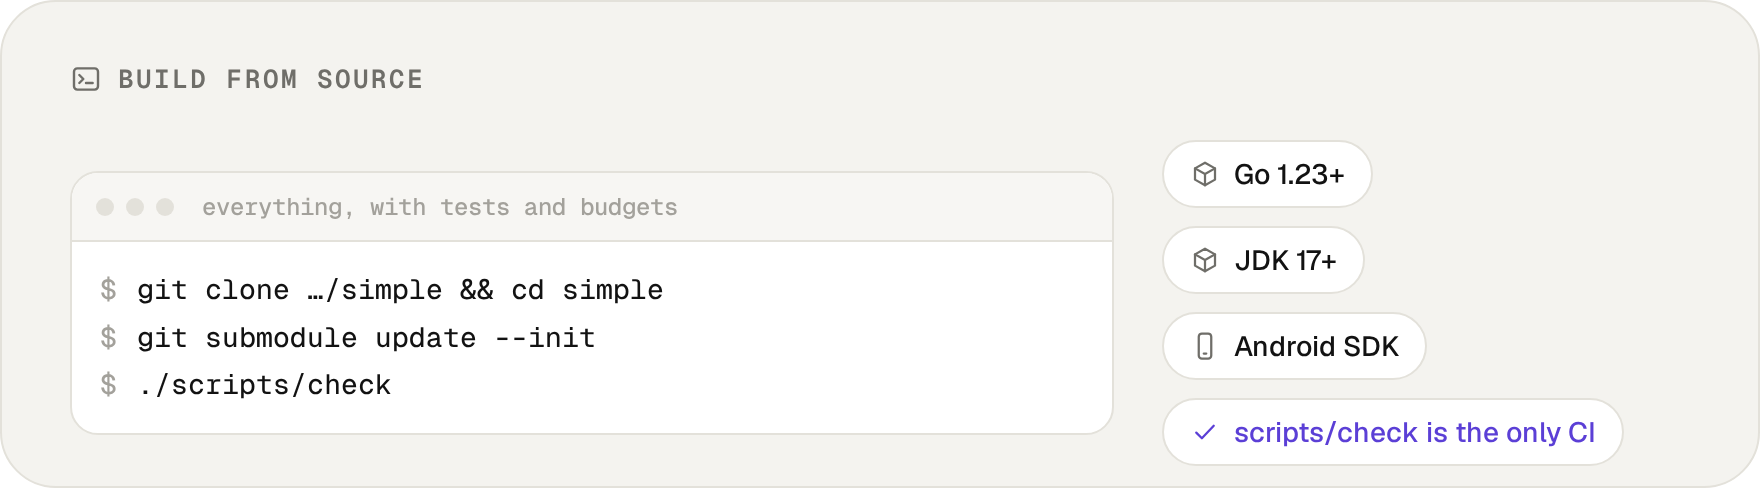 BUILD FROM SOURCE
everything, with tests and budgets
$ git clone …/simple && cd simple
$ git submodule update --init
$ ./scripts/check
Go 1.23+
JDK 17+
Android SDK
scripts/check is the only CI